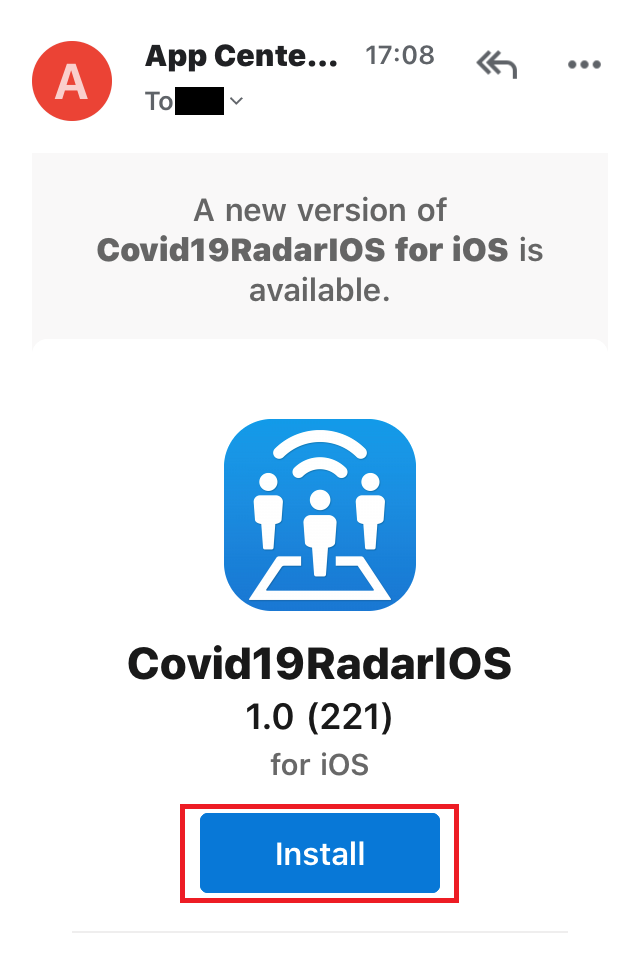 A
App Cente... 17:08
To
A new version of
Covid19RadarIOS for iOS is
available.
Covid19RadarIOS
1.0 (221)
for iOS
Install